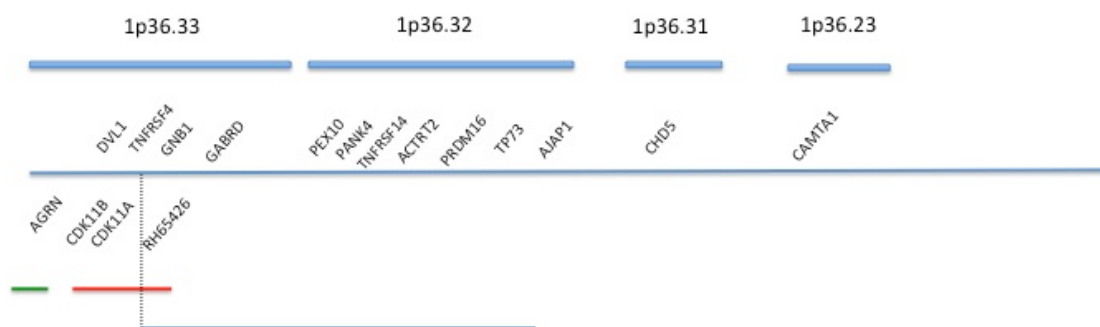 1p36.33 1p36.32 1p36.31 1p36.23
DVL1 TNFRSF4 GNB1 GABRD PEX10 PANK4 TNFRSF14 ACTRT2 PRDM16 TP73 AJAP1 CHD5 CAMTA1
AGRN CDK11B CDK11A RH65426